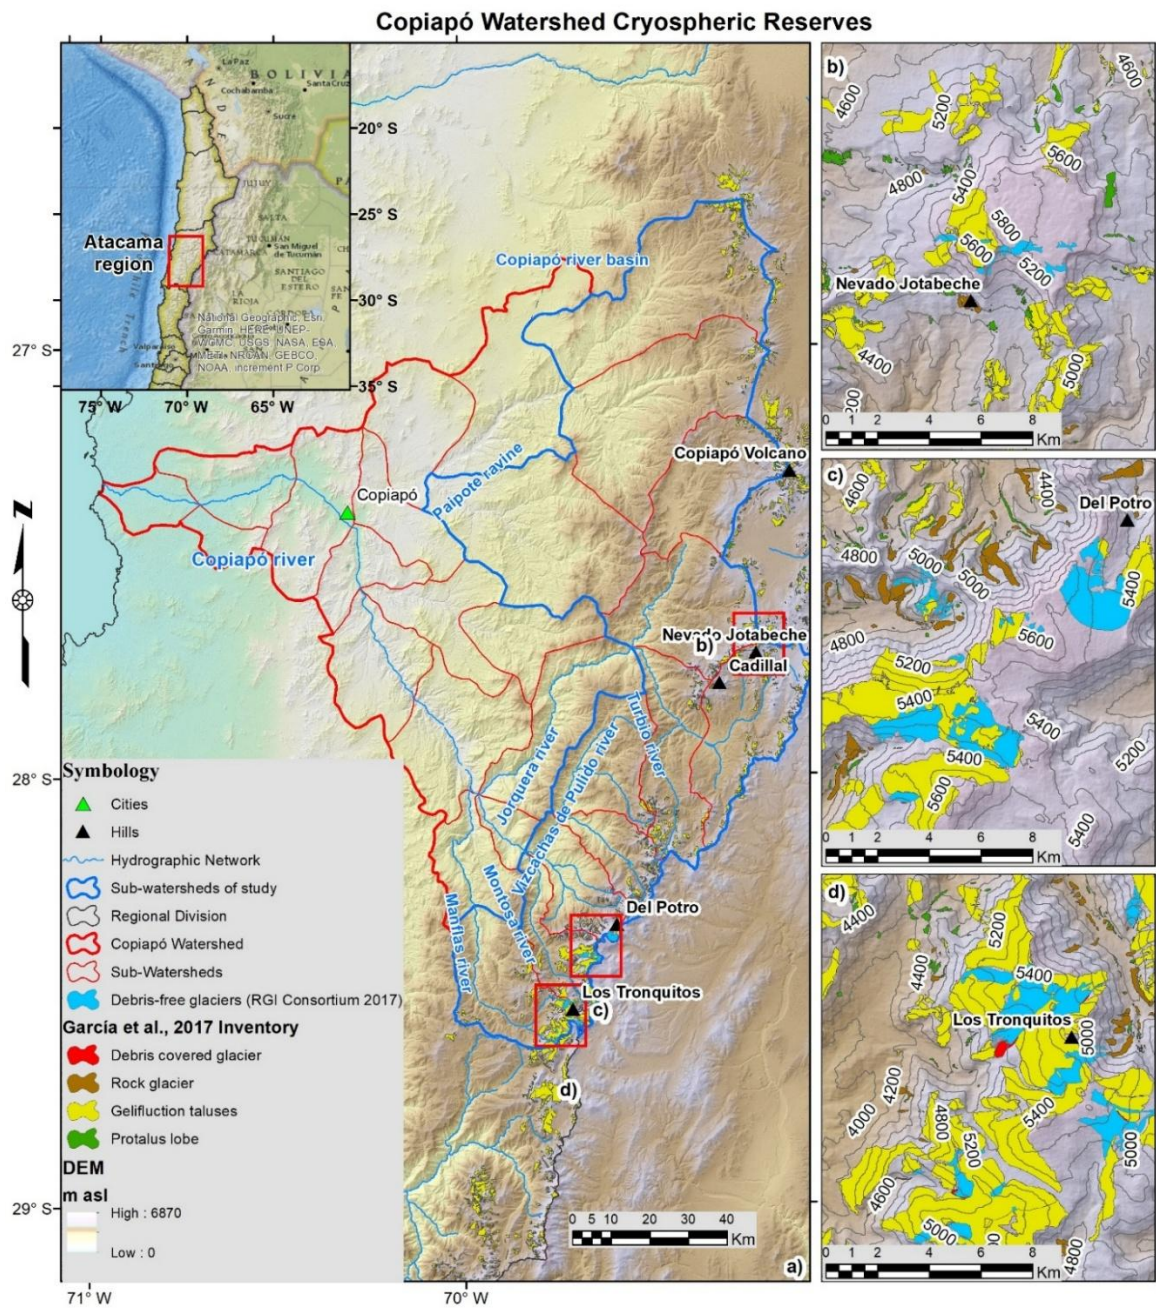 Copiapó Watershed Cryospheric Reserves
La Paz
BOLIVIA
Cochabamba
Santa Cruz
Sucre
20° S
JUJUY
SALTA
25° S
TUCUMÁN
San Miguel
de Tucumán
CATAMARCA
SANTIAGO
DEL
ESTERO
LA
RIOJA
Atacama
region
30° S
National Geographic, Esri,
Garmin, HERE, UNEP-
WCMC, USGS, NASA, ESA,
METI, NRCAN, GEBCO,
NOAA, increment P Corp.
Valparaíso
35° S
75° W
70° W
65° W
27° S
28° S
29° S
71° W
70° W
Copiapó river basin
Paipote ravine
Copiapó Volcano
Copiapó
Copiapó river
Nevado Jotabeche
b)
Cadillal
Turbio river
Jorquera river
Vizcachas de Pulido river
Montosa river
Manflas river
Del Potro
Los Tronquitos
c)
d)
N
Symbology
Cities
Hills
Hydrographic Network
Sub-watersheds of study
Regional Division
Copiapó Watershed
Sub-Watersheds
Debris-free glaciers (RGI Consortium 2017)
García et al., 2017 Inventory
Debris covered glacier
Rock glacier
Gelifluction taluses
Protalus lobe
DEM
m asl
High : 6870
Low : 0
0 5 10 20 30 40
Km
a)
b)
4600
4600
5200
5600
4800
5400
5800
5600
5200
Nevado Jotabeche
4400
5000
200
0 1 2 4 6 8
Km
c)
4600
4400
Del Potro
4800
5000
5000
5400
5600
4800
5200
5400
5400
5400
5200
5600
5400
0 1 2 4 6 8
Km
d)
4400
5200
4400
5400
Los Tronquitos
5000
4200
4000
5400
4800
5200
5000
4600
5000
4800
0 1 2 4 6 8
Km